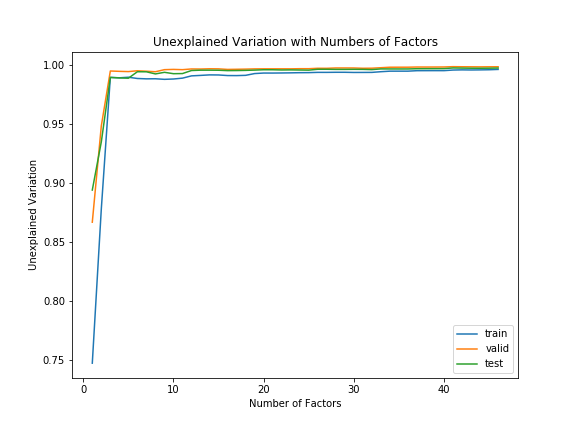 Unexplained Variation with Numbers of Factors
Unexplained Variation
1.00
0.95
0.90
0.85
0.80
0.75
0 10 20 30 40
Number of Factors
train
valid
test